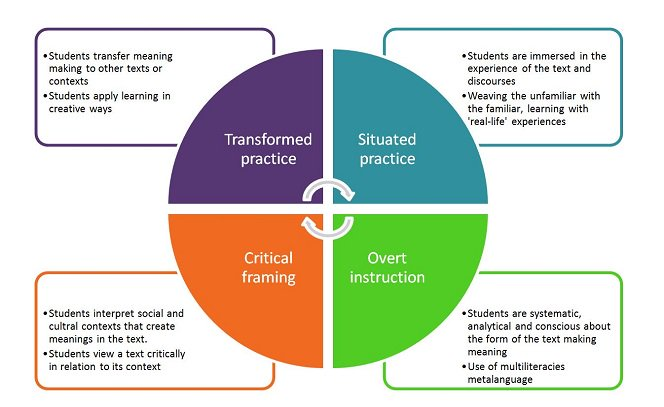 •Students transfer meaning
making to other texts or
contexts
•Students apply learning in
creative ways
Transformed
practice
Situated
practice
•Students are immersed in the
experience of the text and
discourses
•Weaving the unfamiliar with
the familiar, learning with
'real-life' experiences
•Students interpret social and
cultral contexts that create
meanings in the text.
•Students view a text critically
in relation to its context
Critical
framing
Overt
instruction
•Students are systematic,
analytical and conscious about
the form of the text making
meaning
•Use of multiliteracies
metalanguage